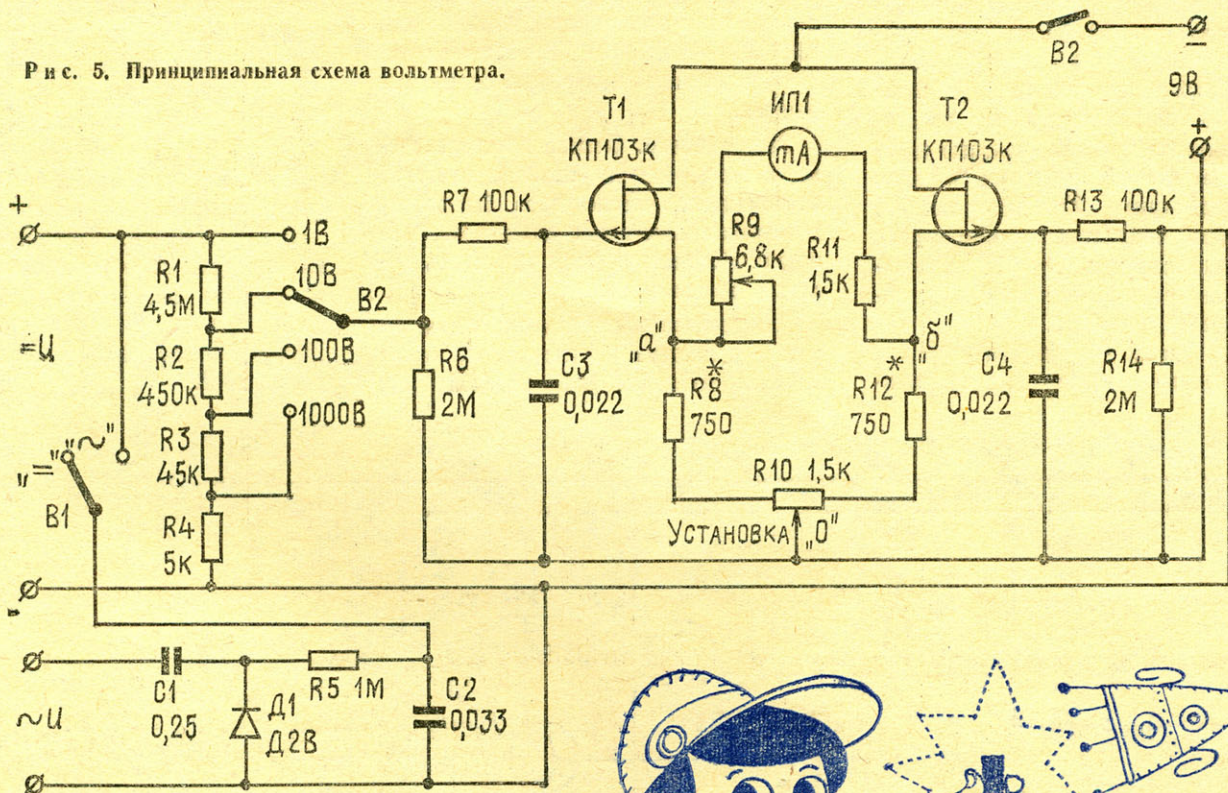 Рис. 5. Принципиальная схема вольтметра.
В2
−
9В
+
Т1
КП103К
ИП1
mA
Т2
КП103К
+
1В
R7 100к
R9
6,8к
R11
1,5к
R13 100к
R1
4,5М
10В
В2
=U
R2
450к
100В
R6
2М
С3
0,022
"а"
*
R8
750
*
"б"
R12
750
С4
0,022
R14
2М
1000В
"=" "~"
R3
45к
В1
R4
5к
R10 1,5к
Установка "0"
-
С1
0,25
R5 1М
С2
0,033
~U
Д1
Д2В